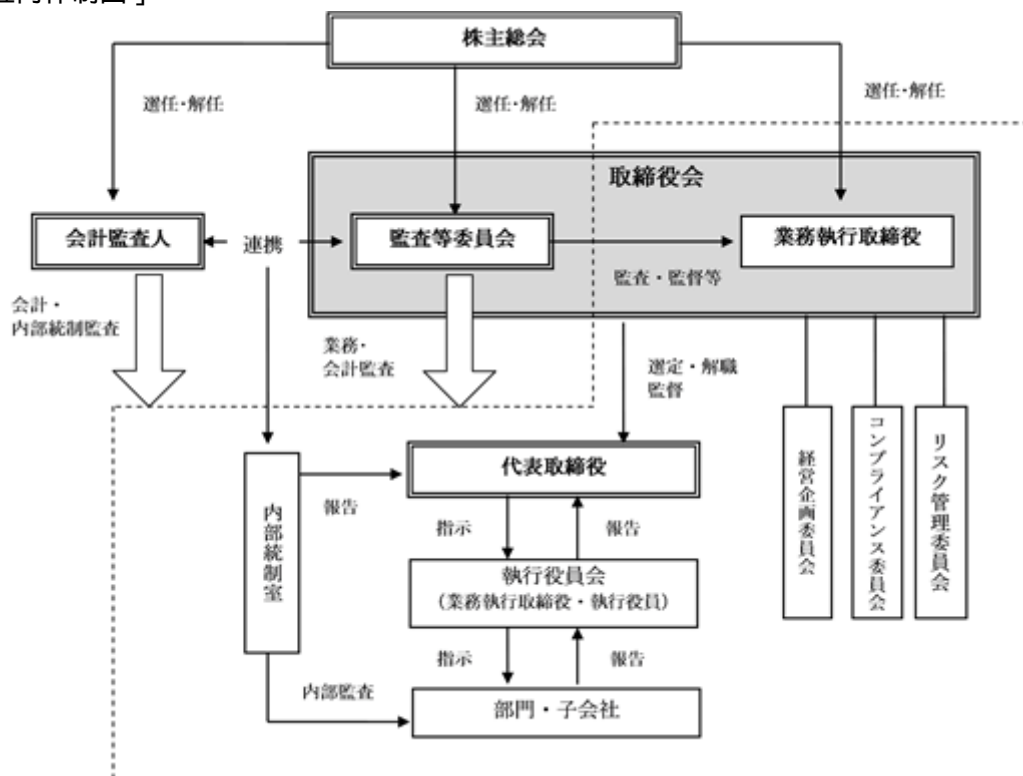 体制図]
株主総会
選任・解任
選任・解任
選任・解任
取締役会
会計監査人
連携
監査等委員会
業務執行取締役
監査・監督等
会計・
内部統制監査
業務・
会計監査
選定・解職
監督
代表取締役
報告
指示
報告
内部統制室
執行役員会
(業務執行取締役・執行役員)
指示
報告
内部監査
部門・子会社
経営企画委員会
コンプライアンス委員会
リスク管理委員会